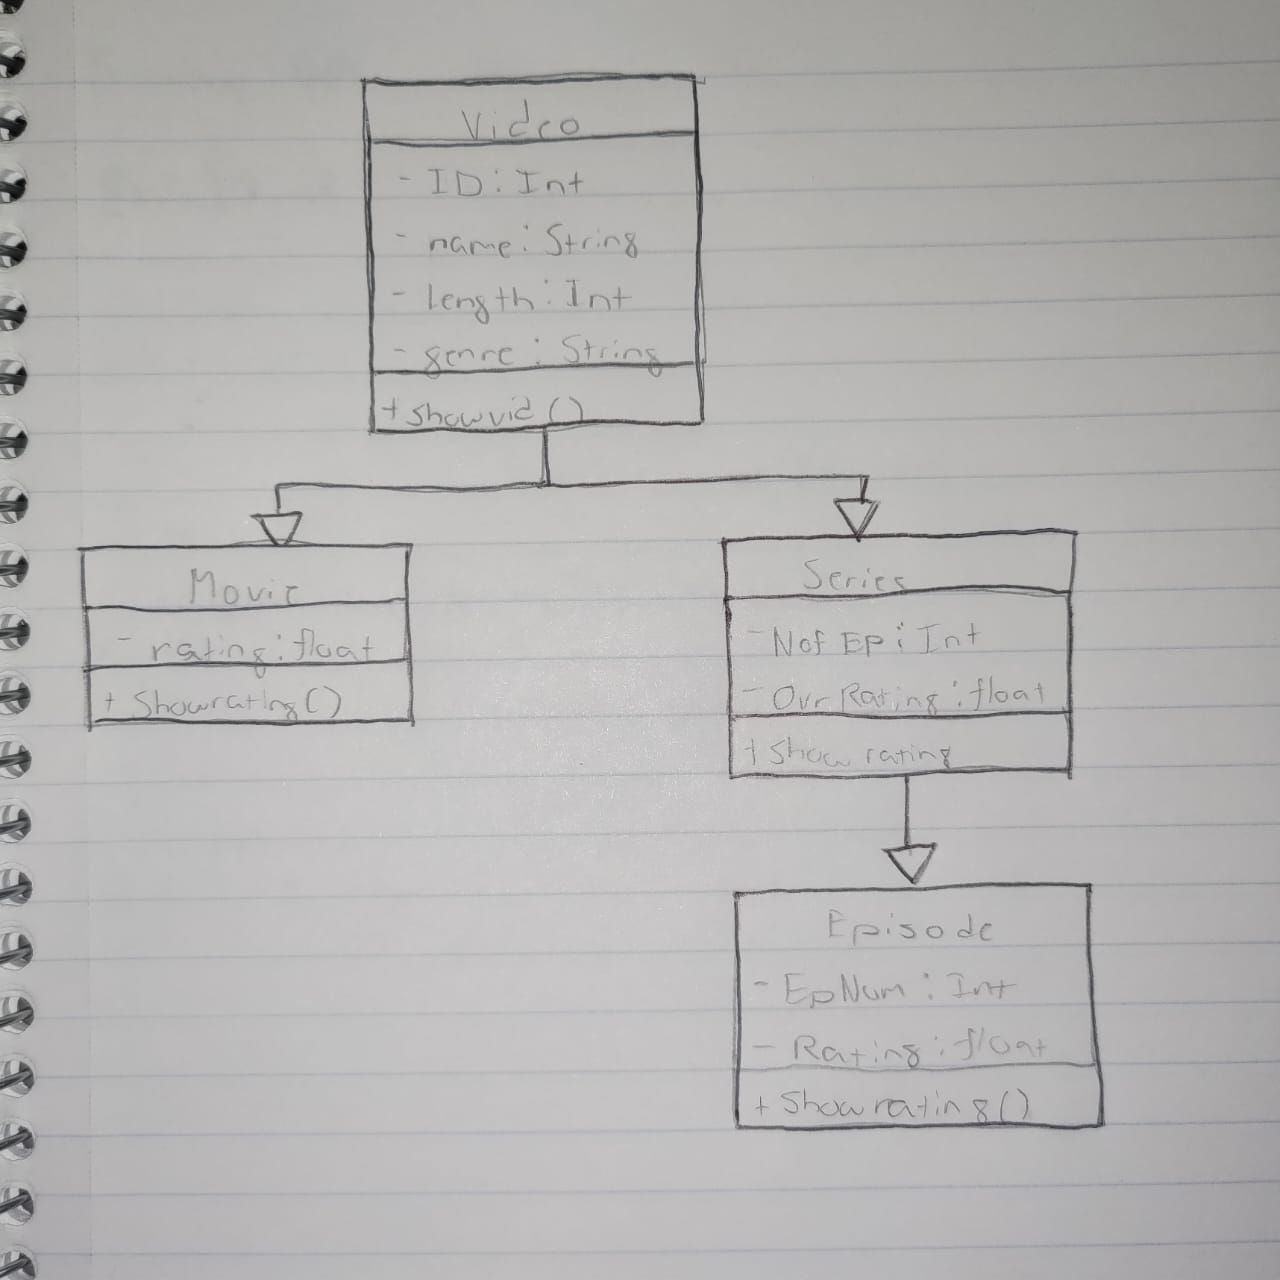 Video
- ID: Int
- name: String
- length: Int
- genre: String
+ showvid ()
Movie
- rating: float
+ Showrating()
Series
- Nof Ep: Int
- Ovr Rating: float
+ Show rating
Episode
- EpNum: Int
- Rating: float
+ Showrating()